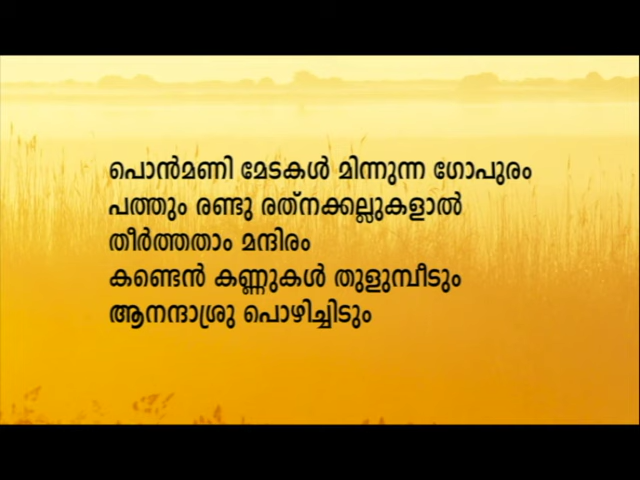 പൊൻമണി മേടകൾ മിന്നുന്ന ഗോപുരം
പത്തും രണ്ടു രത്‌നക്കല്ലുകളാൽ
തീർത്തതാം മന്ദിരം
കണ്ടെൻ കണ്ണുകൾ തുളുമ്പീടും
ആനന്ദാശ്രു പൊഴിച്ചിടും